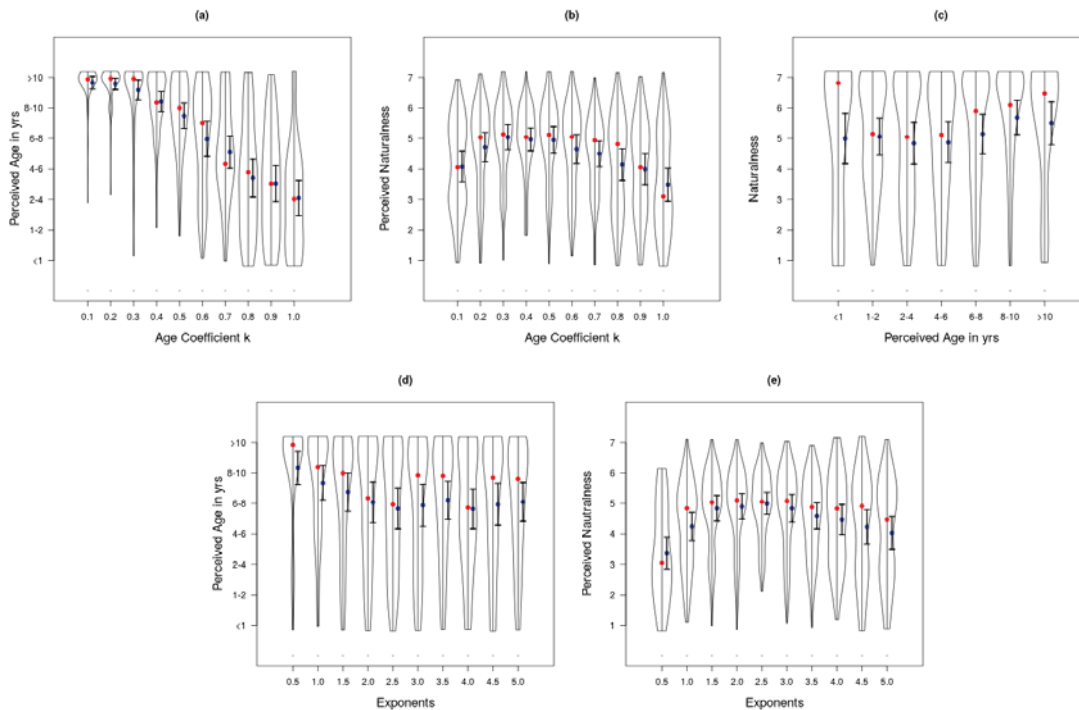 (a)
>10
8-10
6-8
4-6
2-4
1-2
<1
Perceived Age in yrs
0.1 0.2 0.3 0.4 0.5 0.6 0.7 0.8 0.9 1.0
Age Coefficient k
(b)
7
6
5
4
3
2
1
Perceived Naturalness
0.1 0.2 0.3 0.4 0.5 0.6 0.7 0.8 0.9 1.0
Age Coefficient k
(c)
7
6
5
4
3
2
1
Naturalness
<1 1-2 2-4 4-6 6-8 8-10 >10
Perceived Age in yrs
(d)
>10
8-10
6-8
4-6
2-4
1-2
<1
Perceived Age in yrs
0.5 1.0 1.5 2.0 2.5 3.0 3.5 4.0 4.5 5.0
Exponents
(e)
7
6
5
4
3
2
1
Perceived Nautralness
0.5 1.0 1.5 2.0 2.5 3.0 3.5 4.0 4.5 5.0
Exponents